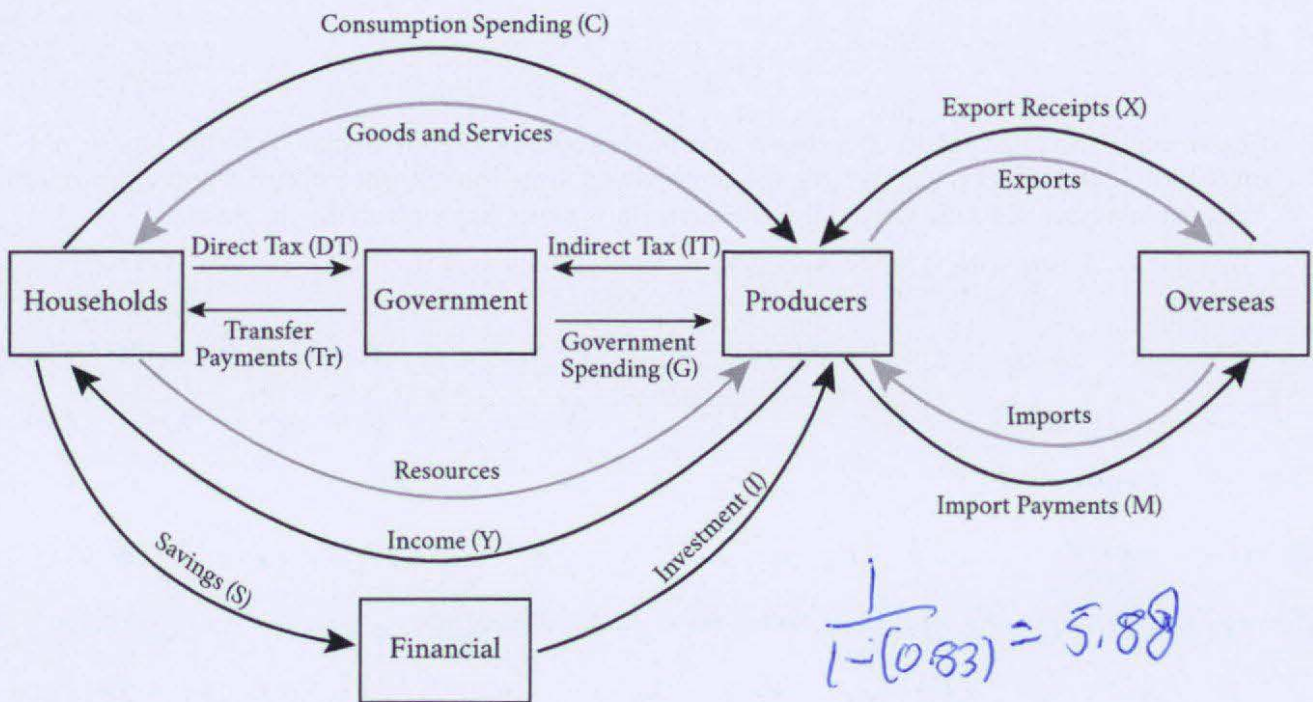 Consumption Spending (C)
Goods and Services
Export Receipts (X)
Exports
Direct Tax (DT)
Indirect Tax (IT)
Households
Government
Producers
Overseas
Transfer
Payments (Tr)
Government
Spending (G)
Imports
Resources
Import Payments (M)
Income (Y)
Savings (S)
Investment (I)
Financial
1
1-(0.83) = 5.88